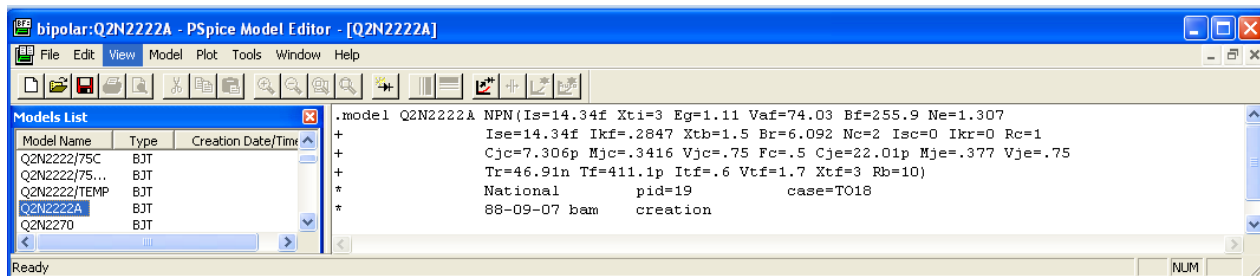 bipolar:Q2N2222A - PSpice Model Editor - [Q2N2222A]
File Edit View Model Plot Tools Window Help
Models List
Model Name Type Creation Date/Time
Q2N2222/75C BJT
Q2N2222/75... BJT
Q2N2222/TEMP BJT
Q2N2222A BJT
Q2N2270 BJT
.model Q2N2222A NPN(Is=14.34f Xti=3 Eg=1.11 Vaf=74.03 Bf=255.9 Ne=1.307
+ Ise=14.34f Ikf=.2847 Xtb=1.5 Br=6.092 Nc=2 Isc=0 Ikr=0 Rc=1
+ Cjc=7.306p Mjc=.3416 Vjc=.75 Fc=.5 Cje=22.01p Mje=.377 Vje=.75
+ Tr=46.91n Tf=411.1p Itf=.6 Vtf=1.7 Xtf=3 Rb=10)
* National pid=19 case=TO18
* 88-09-07 bam creation
Ready NUM